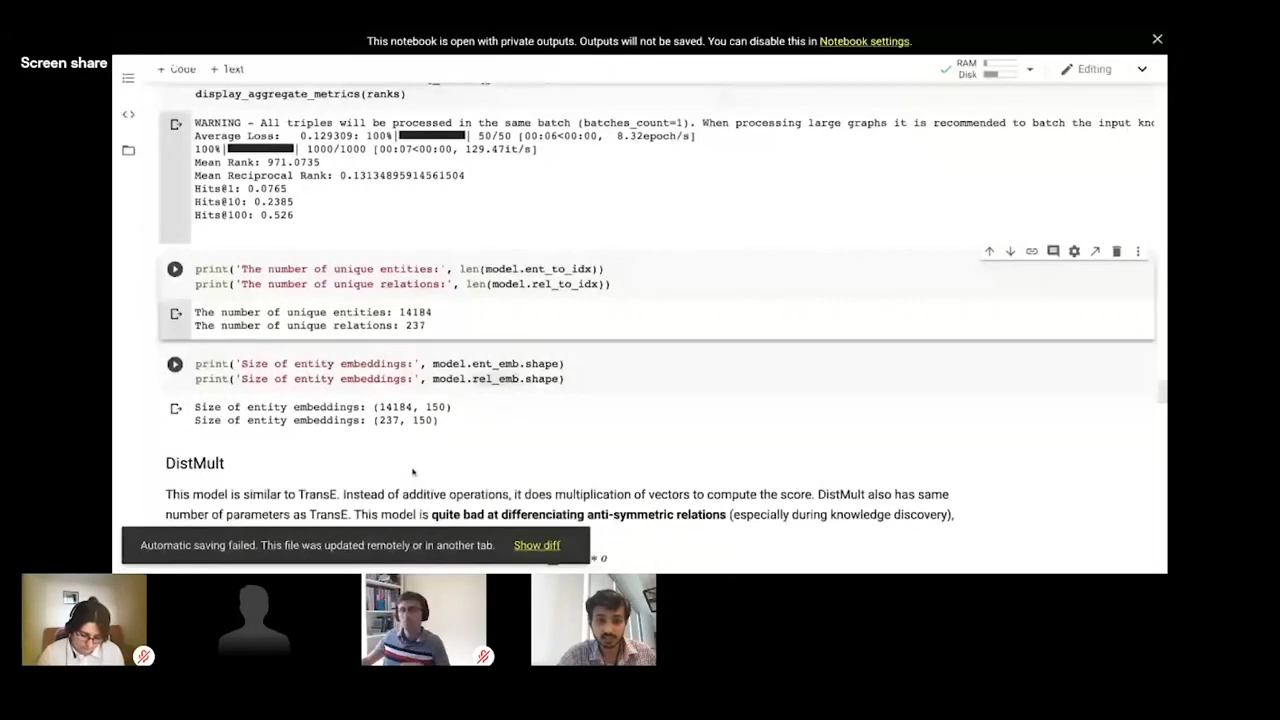 This notebook is open with private outputs. Outputs will not be saved. You can disable this in Notebook settings.
Screen share
+ Code + Text
RAM
Disk
Editing
display_aggregate_metrics(ranks)
WARNING - All triples will be processed in the same batch (batches_count=1). When processing large graphs it is recommended to batch the input
Average Loss: 0.129309: 100%|██████████| 50/50 [00:06<00:00, 8.32epoch/s]
100%|██████████| 1000/1000 [00:07<00:00, 129.47it/s]
Mean Rank: 971.0735
Mean Reciprocal Rank: 0.13134895914561504
Hits@1: 0.0765
Hits@10: 0.2385
Hits@100: 0.526
print('The number of unique entities:', len(model.ent_to_idx))
print('The number of unique relations:', len(model.rel_to_idx))
The number of unique entities: 14184
The number of unique relations: 237
print('Size of entity embeddings:', model.ent_emb.shape)
print('Size of entity embeddings:', model.rel_emb.shape)
Size of entity embeddings: (14184, 150)
Size of entity embeddings: (237, 150)
DistMult
This model is similar to TransE. Instead of additive operations, it does multiplication of vectors to compute the score. DistMult also has same
number of parameters as TransE. This model is quite bad at differenciating anti-symmetric relations (especially during knowledge discovery),
Automatic saving failed. This file was updated remotely or in another tab. Show diff
* o